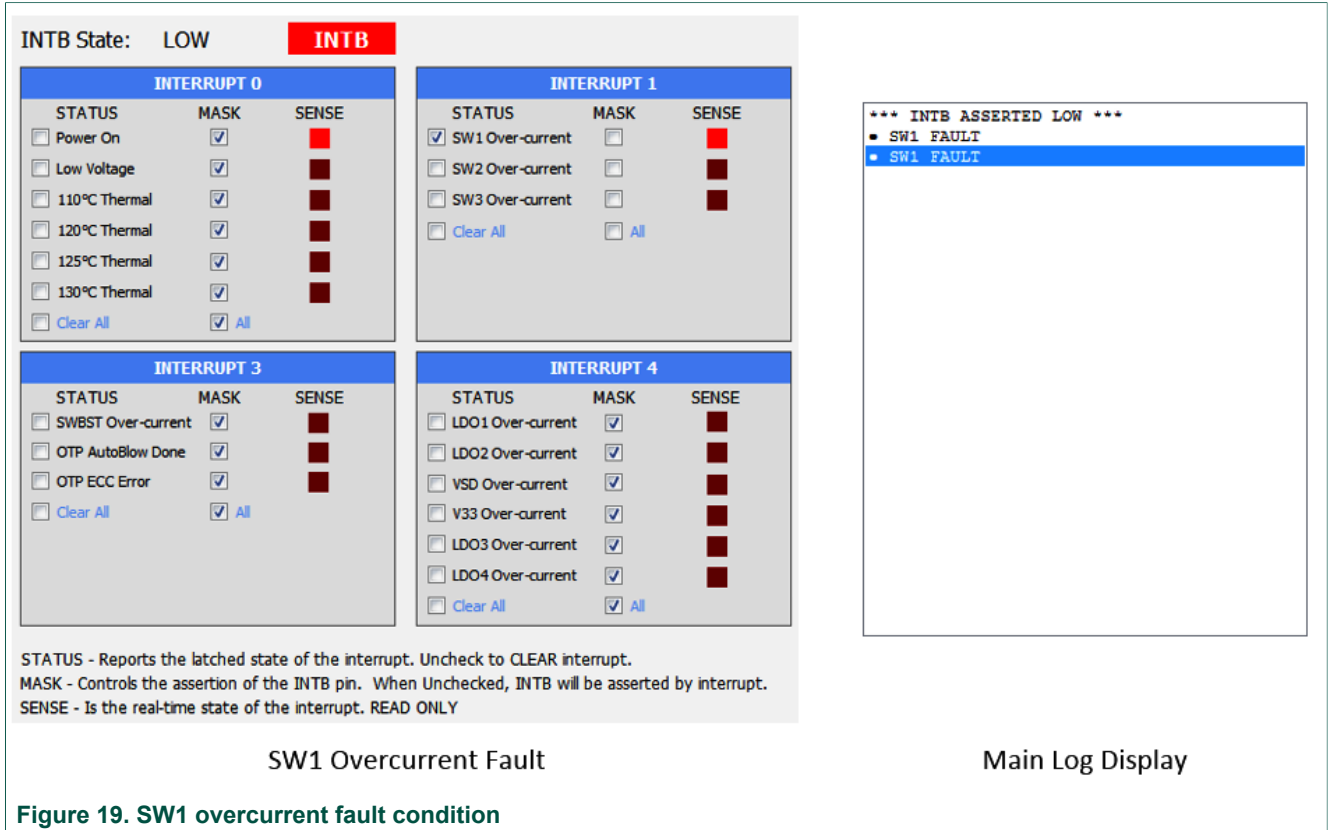 INTB State: LOW INTB
INTERRUPT 0
STATUS MASK SENSE
Power On
Low Voltage
110°C Thermal
120°C Thermal
125°C Thermal
130°C Thermal
Clear All All
INTERRUPT 1
STATUS MASK SENSE
SW1 Over-current
SW2 Over-current
SW3 Over-current
Clear All All
INTERRUPT 3
STATUS MASK SENSE
SWBST Over-current
OTP AutoBlow Done
OTP ECC Error
Clear All All
INTERRUPT 4
STATUS MASK SENSE
LDO1 Over-current
LDO2 Over-current
VSD Over-current
V33 Over-current
LDO3 Over-current
LDO4 Over-current
Clear All All
STATUS - Reports the latched state of the interrupt. Uncheck to CLEAR interrupt.
MASK - Controls the assertion of the INTB pin. When Unchecked, INTB will be asserted by interrupt.
SENSE - Is the real-time state of the interrupt. READ ONLY
SW1 Overcurrent Fault
*** INTB ASSERTED LOW ***
• SW1 FAULT
• SW1 FAULT
Main Log Display
Figure 19. SW1 overcurrent fault condition